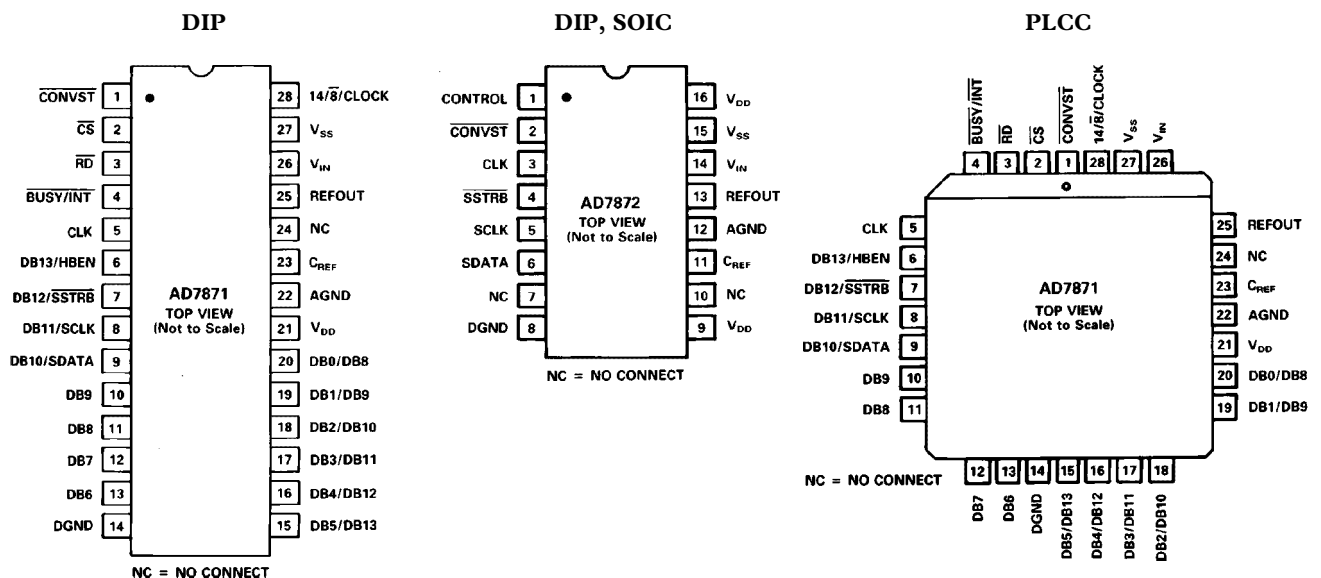 DIP
CONVST 1
CS 2
RD 3
BUSY/INT 4
CLK 5
DB13/HBEN 6
DB12/SSTRB 7
DB11/SCLK 8
DB10/SDATA 9
DB9 10
DB8 11
DB7 12
DB6 13
DGND 14
AD7871
TOP VIEW
(Not to Scale)
28 14/8/CLOCK
27 VSS
26 VIN
25 REFOUT
24 NC
23 CREF
22 AGND
21 VDD
20 DB0/DB8
19 DB1/DB9
18 DB2/DB10
17 DB3/DB11
16 DB4/DB12
15 DB5/DB13
NC = NO CONNECT
DIP, SOIC
CONTROL 1
CONVST 2
CLK 3
SSTRB 4
SCLK 5
SDATA 6
NC 7
DGND 8
AD7872
TOP VIEW
(Not to Scale)
16 VDD
15 VSS
14 VIN
13 REFOUT
12 AGND
11 CREF
10 NC
9 VDD
NC = NO CONNECT
PLCC
BUSY/INT 4
RD 3
CS 2
CONVST 1
14/8/CLOCK 28
VSS 27
VIN 26
CLK 5
DB13/HBEN 6
DB12/SSTRB 7
DB11/SCLK 8
DB10/SDATA 9
DB9 10
DB8 11
AD7871
TOP VIEW
(Not to Scale)
25 REFOUT
24 NC
23 CREF
22 AGND
21 VDD
20 DB0/DB8
19 DB1/DB9
12 DB7
13 DB6
14 DGND
15 DB5/DB13
16 DB4/DB12
17 DB3/DB11
18 DB2/DB10
NC = NO CONNECT